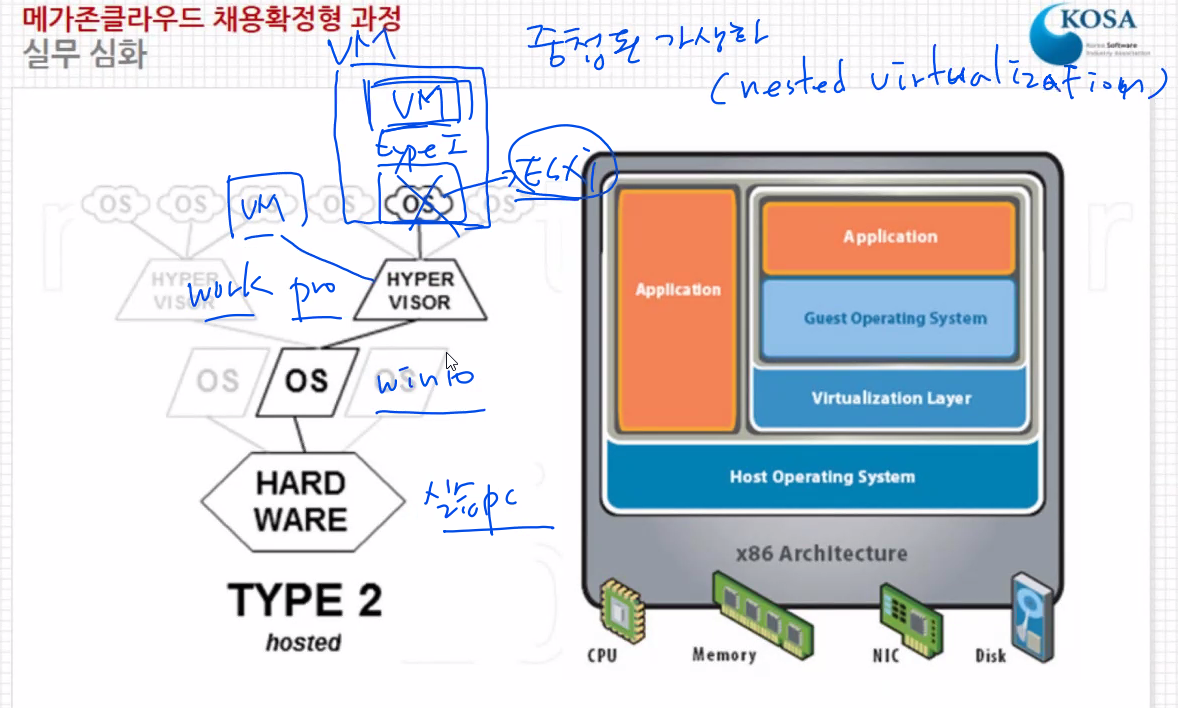 메가존클라우드 채용확정형 과정
실무 심화
KOSA
Korea Software
Industry Association
중첩된 가상화
(nested virtualization)
VM
VM
type I
ESXi
OS
OS
VM
OS
OS
OS
HYPER
VISOR
work pro
HYPER
VISOR
OS
OS
OS
win10
HARD
WARE
실습pc
TYPE 2
hosted
Application
Application
Guest Operating System
Virtualization Layer
Host Operating System
x86 Architecture
CPU
Memory
NIC
Disk